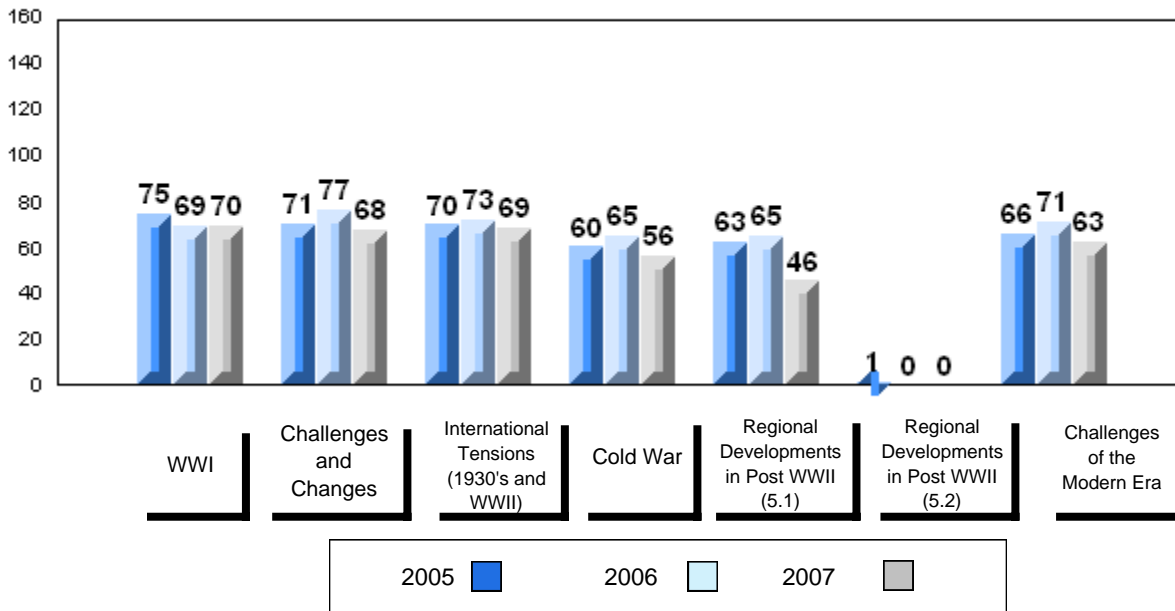 160
140
120
100
80
60
40
20
0
75
69
70
71
77
68
70
73
69
60
65
56
63
65
46
1
0
0
66
71
63
WWI
Challenges
and
Changes
International
Tensions
(1930's and
WWII)
Cold War
Regional
Developments
in Post WWII
(5.1)
Regional
Developments
in Post WWII
(5.2)
Challenges
of the
Modern Era
2005
2006
2007